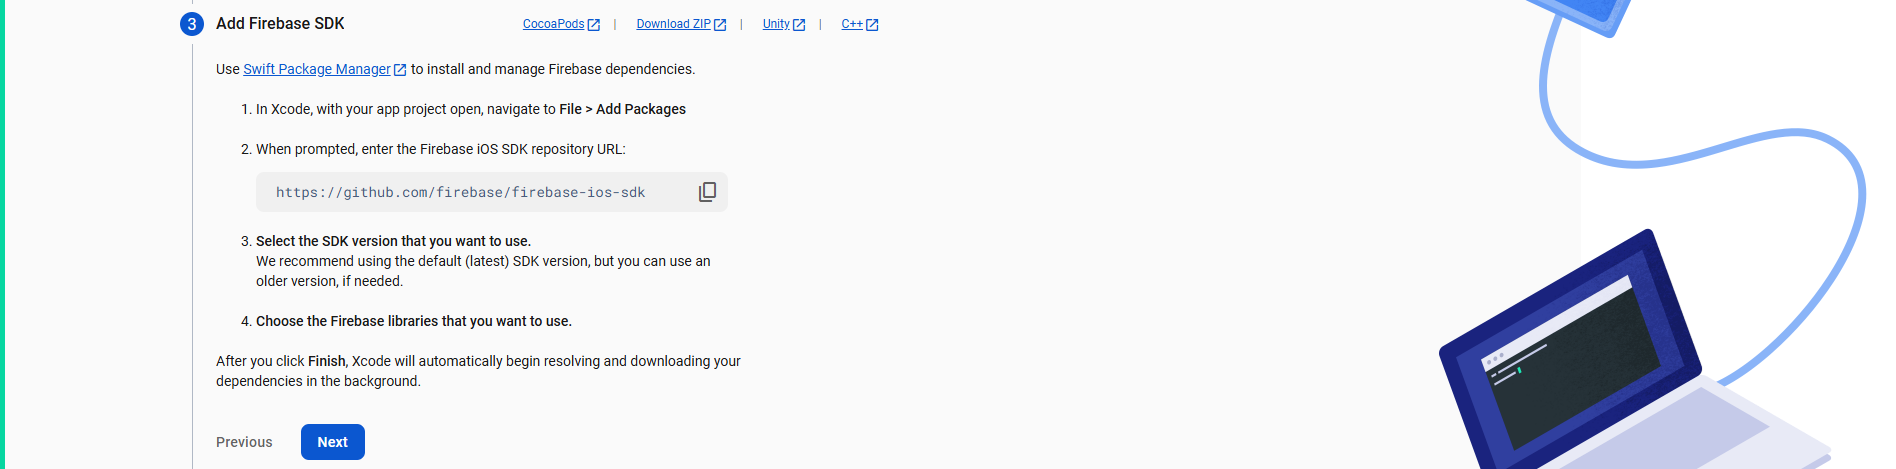 3 Add Firebase SDK CocoaPods | Download ZIP | Unity | C++
Use Swift Package Manager to install and manage Firebase dependencies.
1. In Xcode, with your app project open, navigate to File > Add Packages
2. When prompted, enter the Firebase iOS SDK repository URL:
https://github.com/firebase/firebase-ios-sdk
3. Select the SDK version that you want to use.
We recommend using the default (latest) SDK version, but you can use an
older version, if needed.
4. Choose the Firebase libraries that you want to use.
After you click Finish, Xcode will automatically begin resolving and downloading your
dependencies in the background.
Previous Next